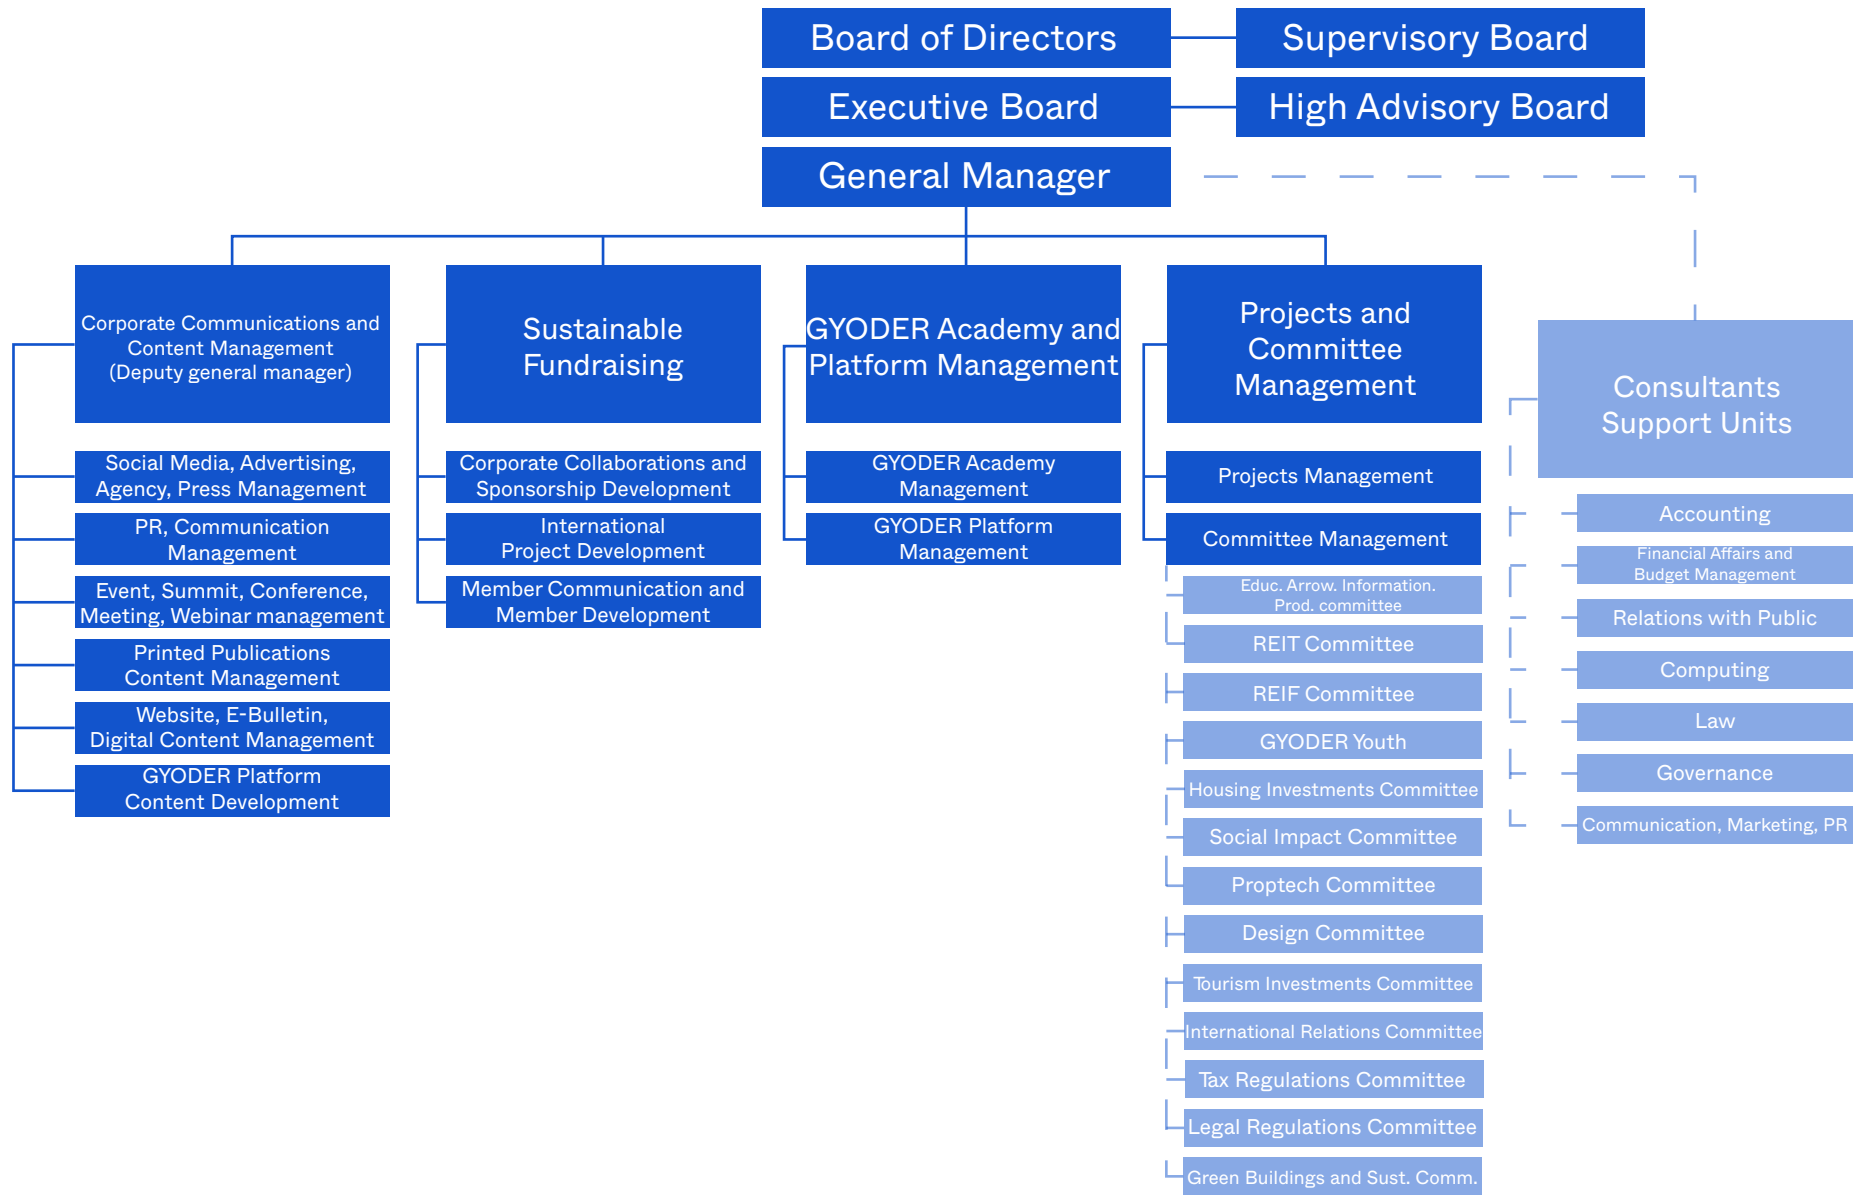 Board of Directors
Supervisory Board
Executive Board
High Advisory Board
General Manager
Corporate Communications and
Content Management
(Deputy general manager)
Social Media, Advertising,
Agency, Press Management
PR, Communication
Management
Event, Summit, Conference,
Meeting, Webinar management
Printed Publications
Content Management
Website, E-Bulletin,
Digital Content Management
GYODER Platform
Content Development
Sustainable
Fundraising
Corporate Collaborations and
Sponsorship Development
International
Project Development
Member Communication and
Member Development
GYODER Academy and
Platform Management
GYODER Academy
Management
GYODER Platform
Management
Projects and
Committee
Management
Projects Management
Committee Management
Educ. Arrow. Information.
Prod. committee
REIT Committee
REIF Committee
GYODER Youth
Housing Investments Committee
Social Impact Committee
Proptech Committee
Design Committee
Tourism Investments Committee
International Relations Committee
Tax Regulations Committee
Legal Regulations Committee
Green Buildings and Sust. Comm.
Consultants
Support Units
Accounting
Financial Affairs and
Budget Management
Relations with Public
Computing
Law
Governance
Communication, Marketing, PR